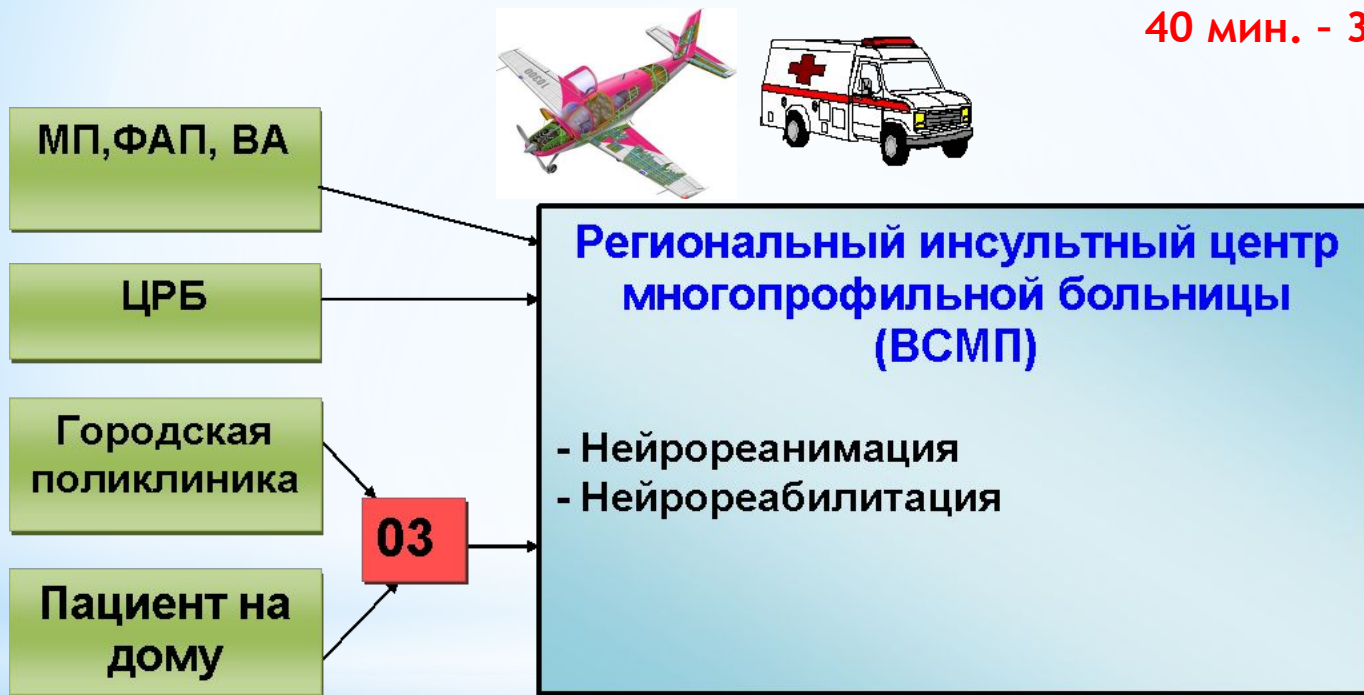 40 мин. - 3
МП,ФАП, ВА
ЦРБ
Городская
поликлиника
Пациент на
дому
03
Региональный инсультный центр
многопрофильной больницы
(ВСМП)
- Нейрореанимация
- Нейрореабилитация